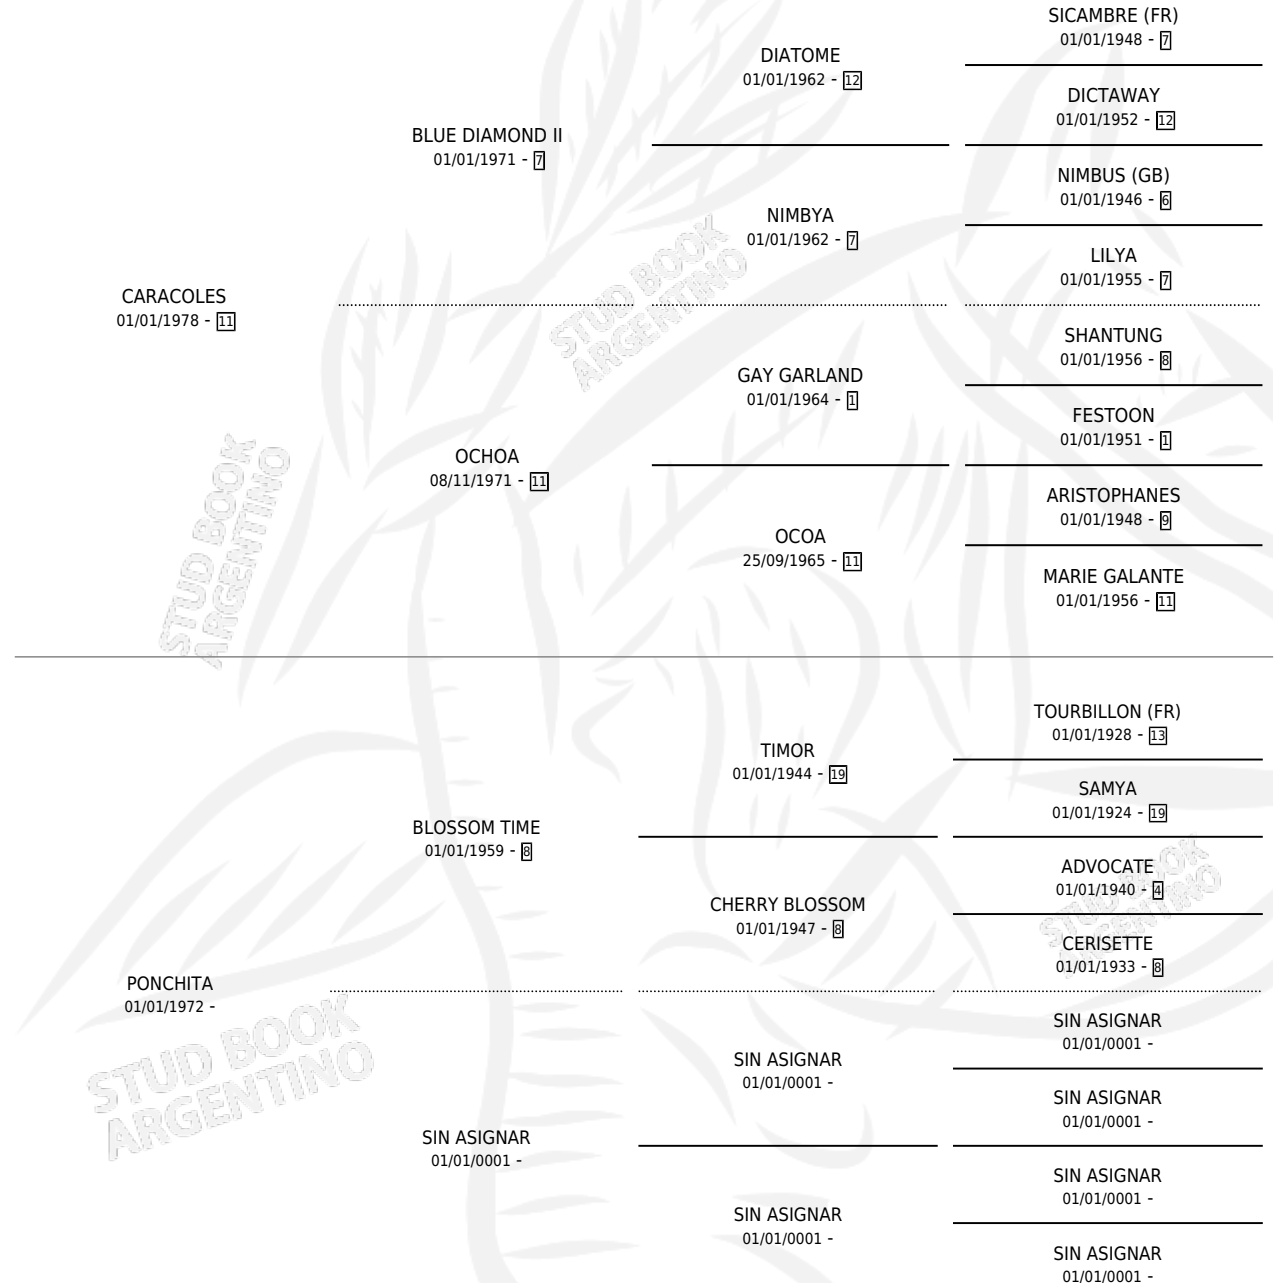 SICAMBRE (FR)
01/01/1948 - 7
DIATOME
01/01/1962 - 12
DICTAWAY
01/01/1952 - 12
BLUE DIAMOND II
01/01/1971 - 7
NIMBUS (GB)
01/01/1946 - 6
NIMBYA
01/01/1962 - 7
LILYA
01/01/1955 - 7
CARACOLES
01/01/1978 - 11
SHANTUNG
01/01/1956 - 8
GAY GARLAND
01/01/1964 - 1
FESTOON
01/01/1951 - 1
OCHOA
08/11/1971 - 11
ARISTOPHANES
01/01/1948 - 9
OCOA
25/09/1965 - 11
MARIE GALANTE
01/01/1956 - 11
STUD BOOK
ARGENTINO
STUD BOOK
ARGENTINO
TOURBILLON (FR)
01/01/1928 - 13
TIMOR
01/01/1944 - 19
SAMYA
01/01/1924 - 19
BLOSSOM TIME
01/01/1959 - 8
ADVOCATE
01/01/1940 - 4
CHERRY BLOSSOM
01/01/1947 - 8
CERISETTE
01/01/1933 - 8
STUD BOOK
ARGENTINO
PONCHITA
01/01/1972 -
SIN ASIGNAR
01/01/0001 -
SIN ASIGNAR
01/01/0001 -
SIN ASIGNAR
01/01/0001 -
STUD BOOK
ARGENTINO
SIN ASIGNAR
01/01/0001 -
SIN ASIGNAR
01/01/0001 -
SIN ASIGNAR
01/01/0001 -
SIN ASIGNAR
01/01/0001 -